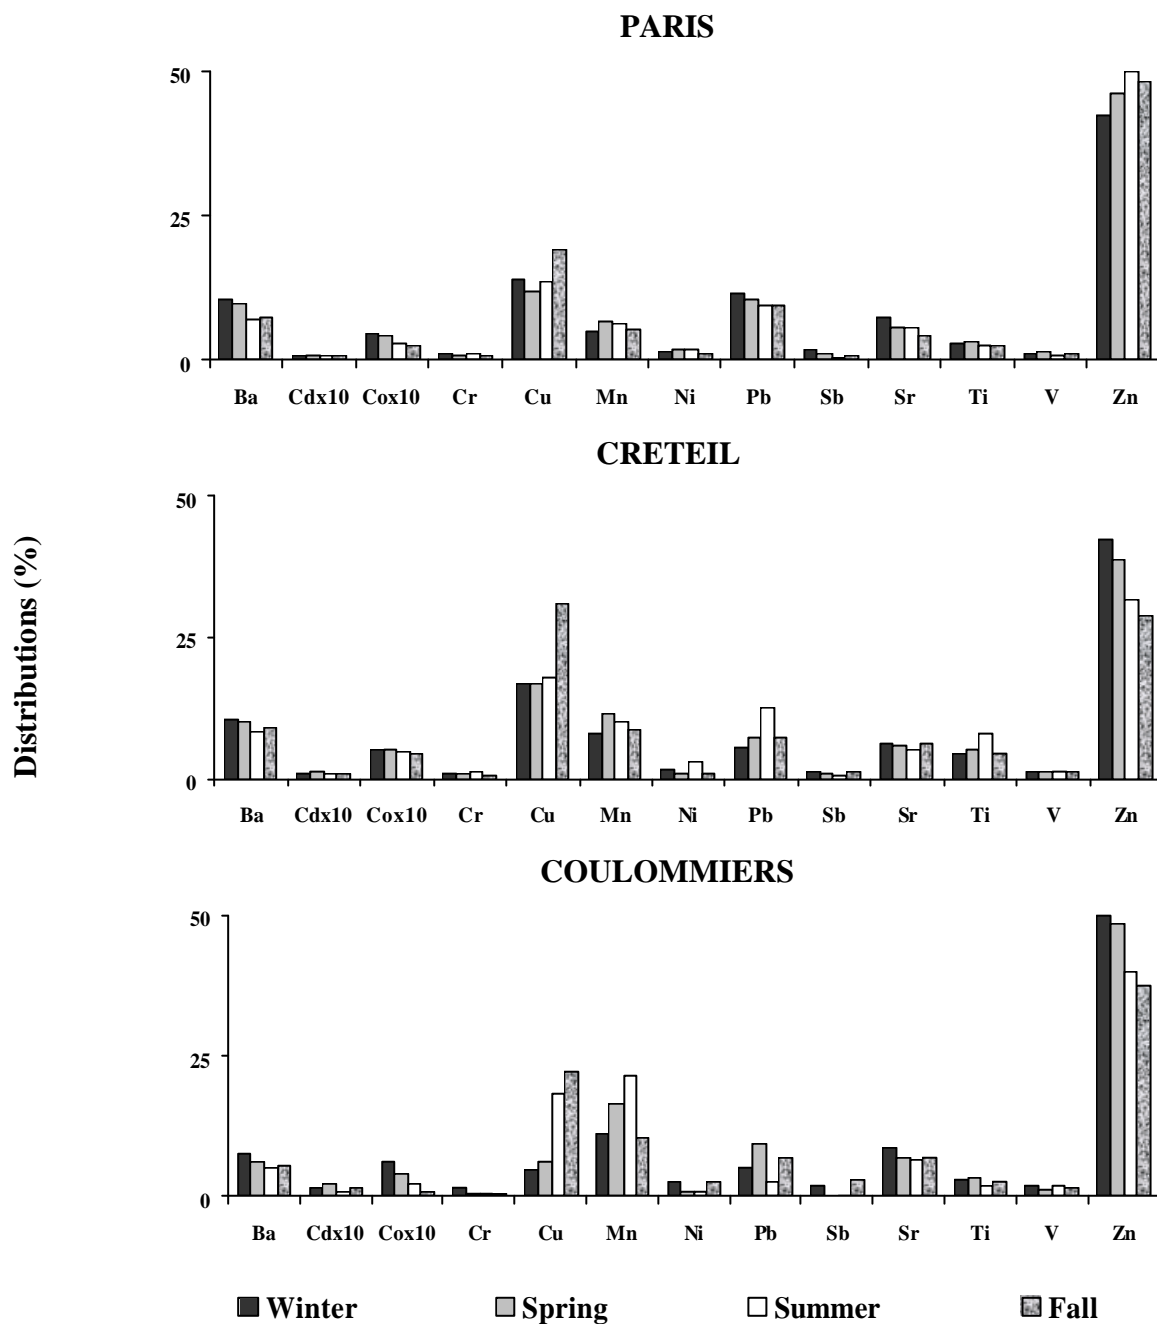 PARIS
50
25
0
Ba Cdx10 Cox10 Cr Cu Mn Ni Pb Sb Sr Ti V Zn
CRETEIL
Distributions (%)
50
25
0
Ba Cdx10 Cox10 Cr Cu Mn Ni Pb Sb Sr Ti V Zn
COULOMMIERS
50
25
0
Ba Cdx10 Cox10 Cr Cu Mn Ni Pb Sb Sr Ti V Zn
Winter Spring Summer Fall